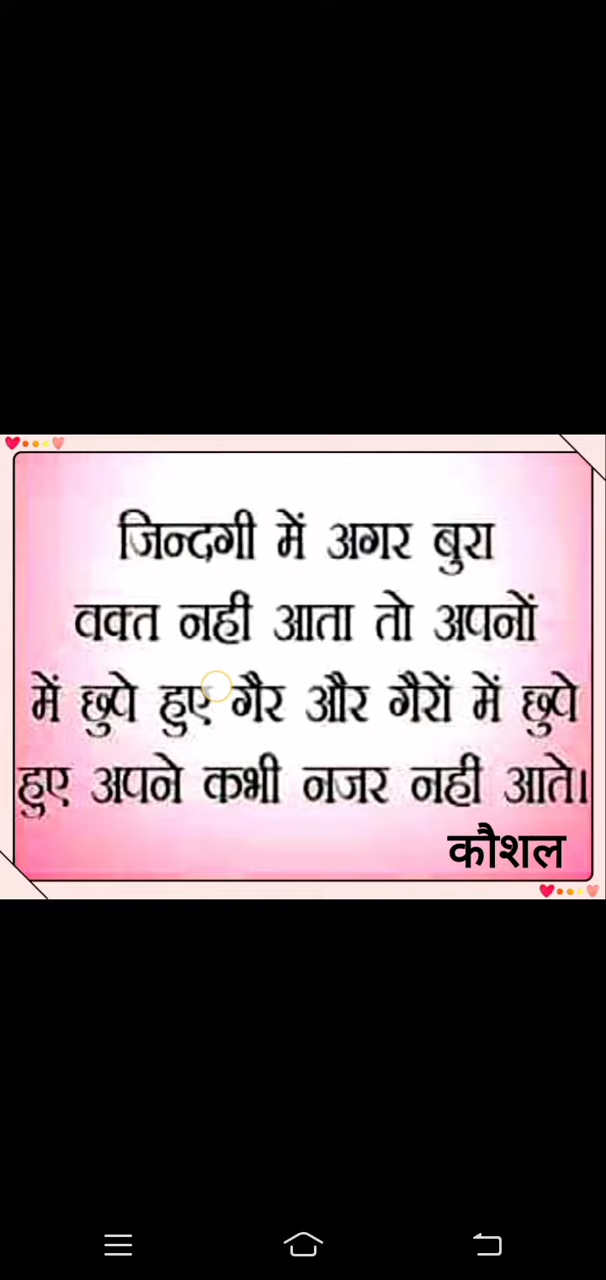 जिन्दगी में अगर बुरा
वक्त नही आता तो अपनों
में छुपे हुए गैर और गैरों में छुपे
हुए अपने कभी नजर नही आते।
कौशल